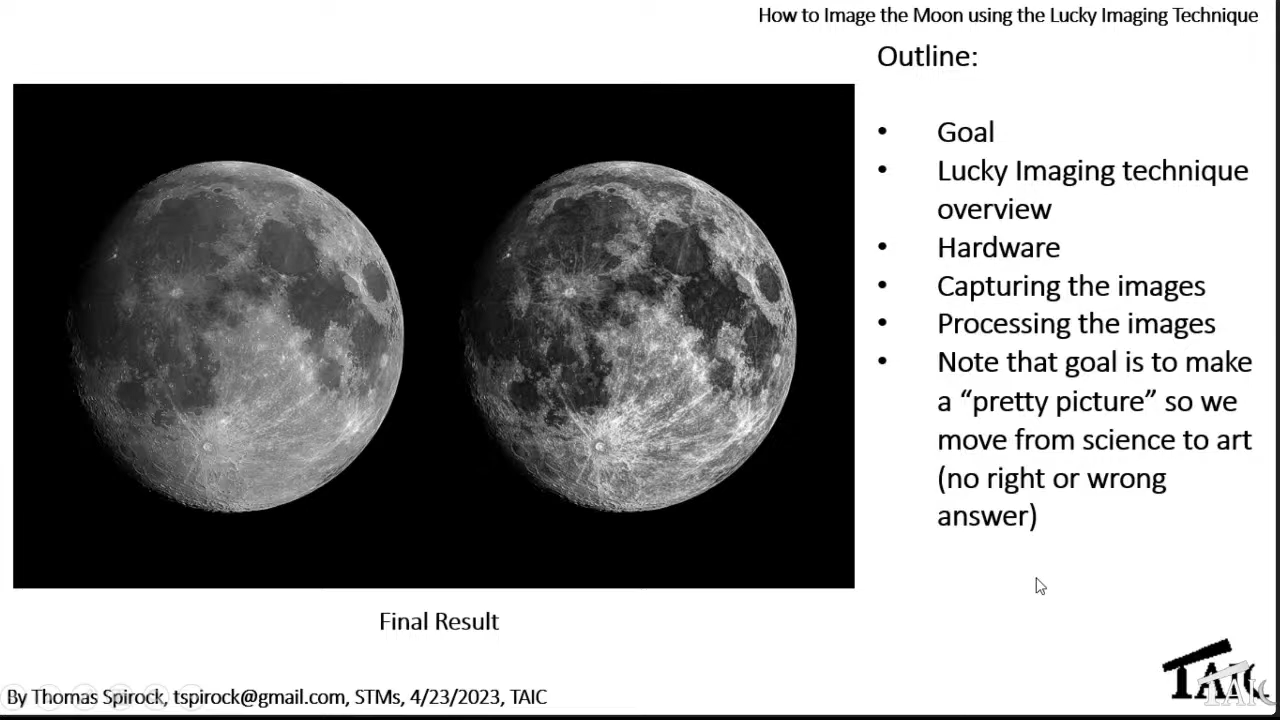 How to Image the Moon using the Lucky Imaging Technique
Outline:
• Goal
• Lucky Imaging technique
overview
• Hardware
• Capturing the images
• Processing the images
• Note that goal is to make
a “pretty picture” so we
move from science to art
(no right or wrong
answer)
Final Result
By Thomas Spirock, tspirock@gmail.com, STMs, 4/23/2023, TAIC
TAIC
TAIC